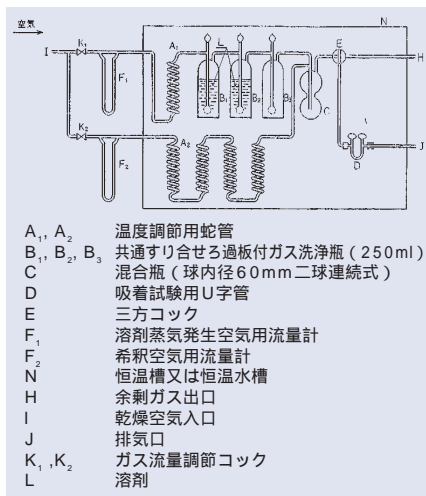 空気
N
I
K₁
F₁
A₁
L
B₁
B₂
B₃
C
E
H
K₂
F₂
A₂
D
J
A₁, A₂ 温度調節用蛇管
B₁, B₂, B₃ 共通すり合せろ過板付ガス洗浄瓶（250ml）
C 混合瓶（球内径60mm二球連続式）
D 吸着試験用U字管
E 三方コック
F₁ 溶剤蒸気発生空気用流量計
F₂ 希釈空気用流量計
N 恒温槽又は恒温水槽
H 余剰ガス出口
I 乾燥空気入口
J 排気口
K₁ ,K₂ ガス流量調節コック
L 溶剤